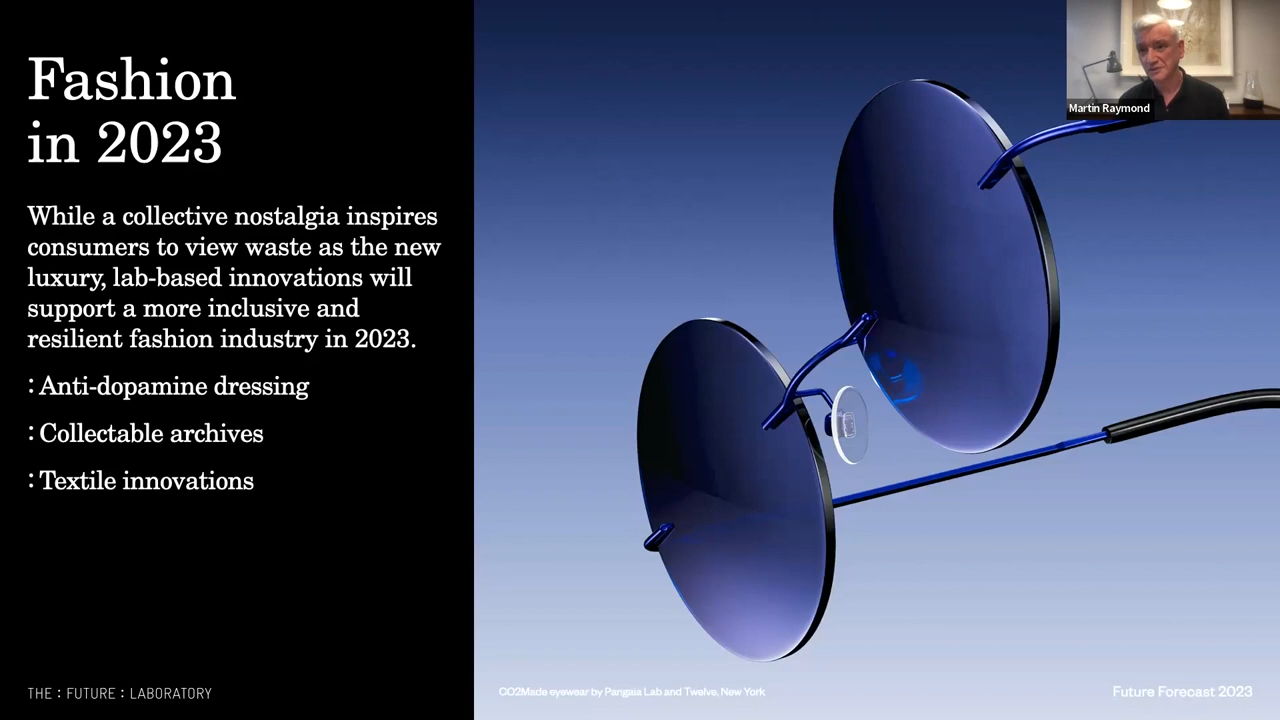 Fashion
in 2023
While a collective nostalgia inspires
consumers to view waste as the new
luxury, lab-based innovations will
support a more inclusive and
resilient fashion industry in 2023.
: Anti-dopamine dressing
: Collectable archives
: Textile innovations
THE : FUTURE : LABORATORY
CO2Made eyewear by Pangaia Lab and Twelve, New York
Future Forecast 2023
Martin Raymond